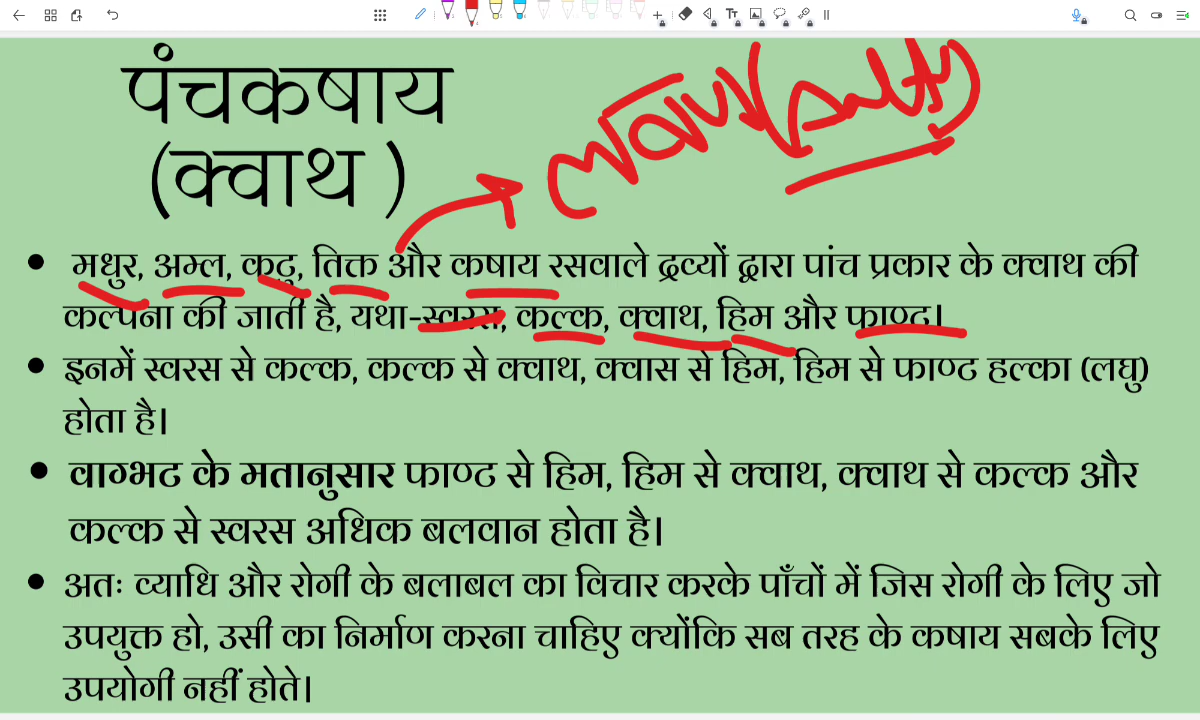 पंचकषाय
(क्वाथ )
• मधुर, अम्ल, कटु, तिक्त और कषाय रसवाले द्रव्यों द्वारा पांच प्रकार के क्वाथ की
कल्पना की जाती है, यथा-स्वरस, कल्क, क्वाथ, हिम और फाण्ट।
• इनमें स्वरस से कल्क, कल्क से क्वाथ, क्वास से हिम, हिम से फाण्ट हल्का (लघु)
होता है।
• वाग्भट के मतानुसार फाण्ट से हिम, हिम से क्वाथ, क्वाथ से कल्क और
कल्क से स्वरस अधिक बलवान होता है।
• अतः व्याधि और रोगी के बलाबल का विचार करके पाँचों में जिस रोगी के लिए जो
उपयुक्त हो, उसी का निर्माण करना चाहिए क्योंकि सब तरह के कषाय सबके लिए
उपयोगी नहीं होते।